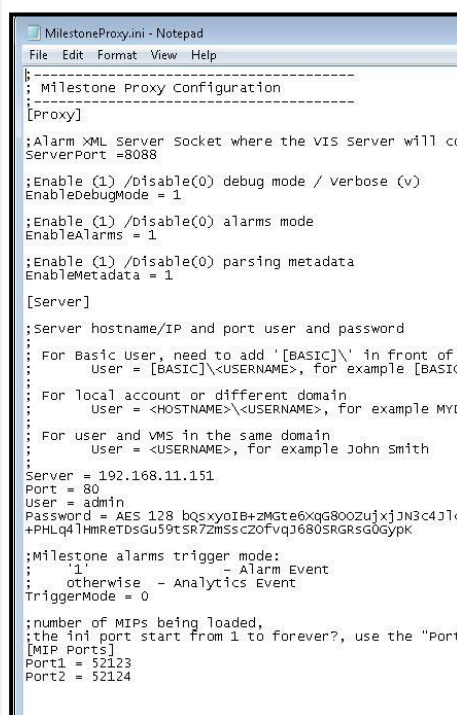 MilestoneProxy.ini - Notepad
File Edit Format View Help
;---------------------------------------
; Milestone Proxy Configuration
;---------------------------------------
[Proxy]
;Alarm XML Server Socket where the VIS Server will
ServerPort =8088
;Enable (1) /Disable(0) debug mode / Verbose (v)
EnableDebugMode = 1
;Enable (1) /Disable(0) alarms mode
EnableAlarms = 1
;Enable (1) /Disable(0) parsing metadata
EnableMetadata = 1
[Server]
;Server hostname/IP and port user and password
;
; For Basic User, need to add '[BASIC]\' in front of
; User = [BASIC]\<USERNAME>, for example [BASIC
;
; For local account or different domain
; User = <HOSTNAME>\<USERNAME>, for example
;
; For user and VMS in the same domain
; User = <USERNAME>, for example John Smith
;
Server = 192.168.11.151
Port = 80
User = admin
Password = AES 128
;Milestone alarms trigger mode:
; '1' - Alarm Event
; otherwise - Analytics Event
TriggerMode = 0
;number of MIPs being loaded,
;the ini port start from 1 to forever?, use the "Port
[MIP Ports]
Port1 = 52123
Port2 = 52124